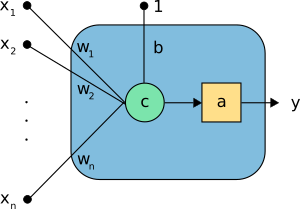 x1 1
x2 w1 b
w2 c a y
. 
. 
. 
wn
xn